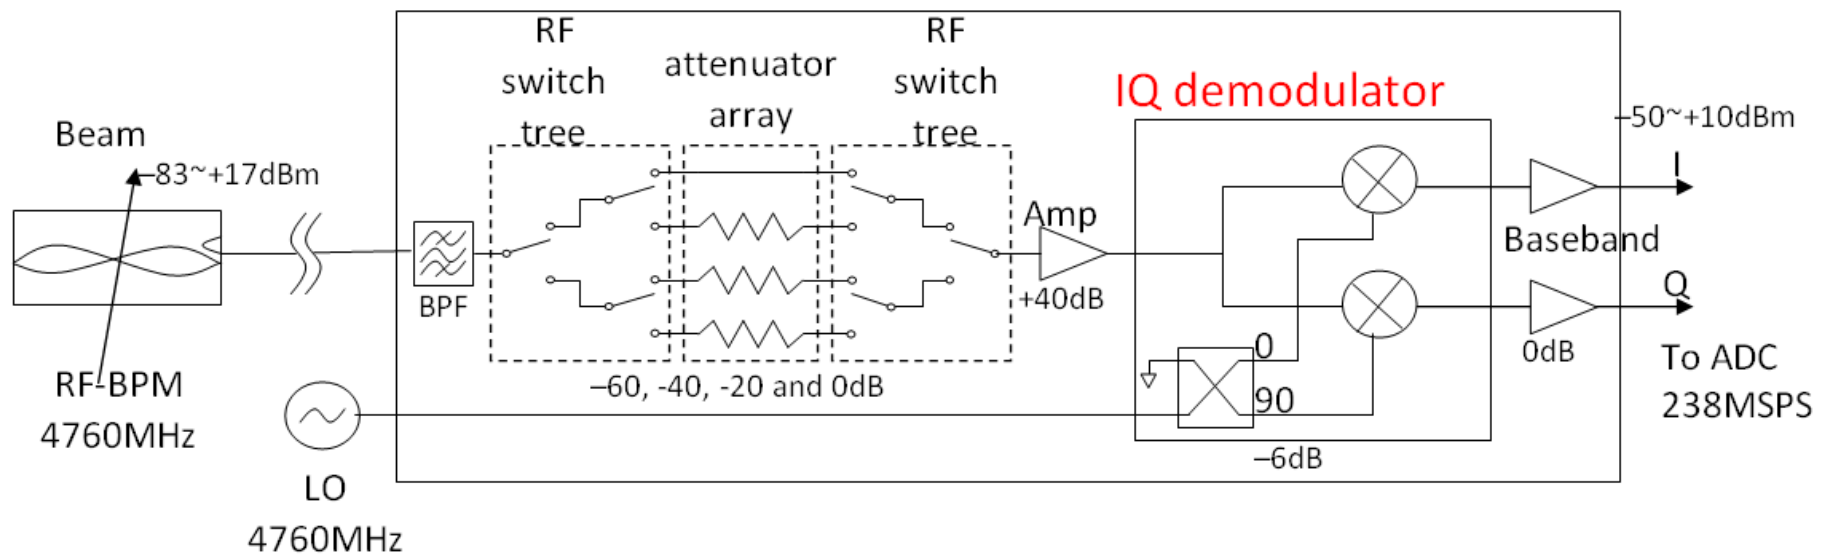 RF
switch
tree
attenuator
array
RF
switch
tree
IQ demodulator
Beam
–83~+17dBm
–50~+10dBm
I
BPF
Amp
+40dB
Baseband
Q
0dB
0
90
–6dB
–60, -40, -20 and 0dB
RF-BPM
4760MHz
LO
4760MHz
To ADC
238MSPS